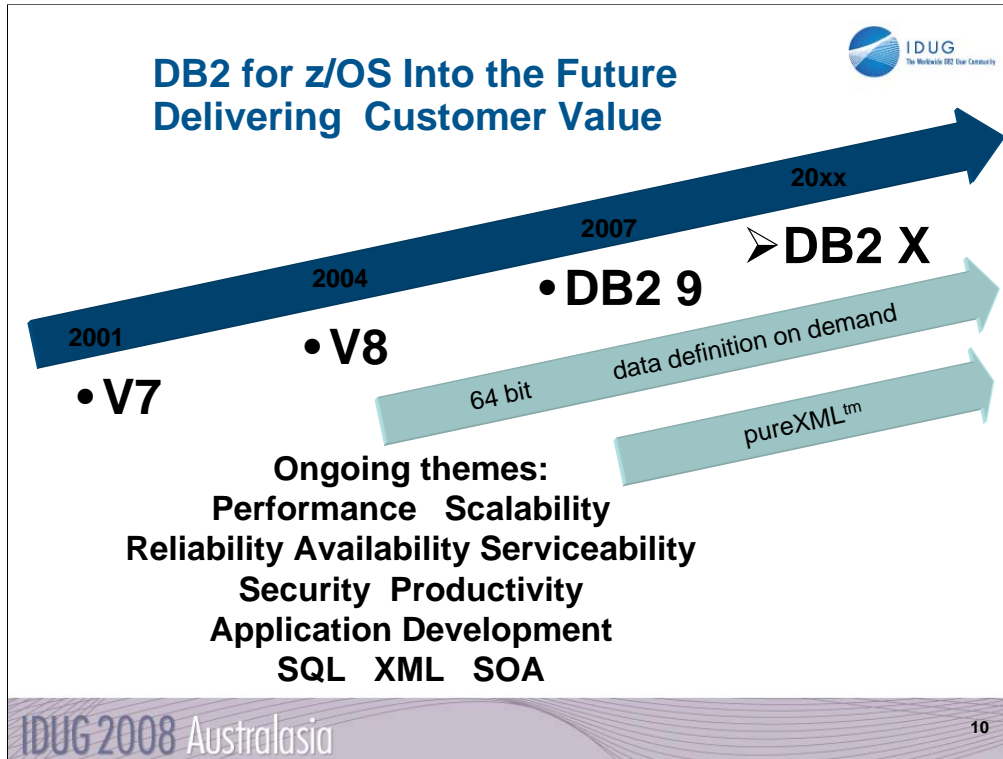 DB2 for z/OS Into the Future
Delivering Customer Value
IDUG
The Worldwide DB2 User Community
20xx
➢DB2 X
2007
•DB2 9
2004
•V8
2001
•V7
64 bit data definition on demand
pureXMLtm
Ongoing themes:
Performance Scalability
Reliability Availability Serviceability
Security Productivity
Application Development
SQL XML SOA
IDUG 2008 Australasia
10